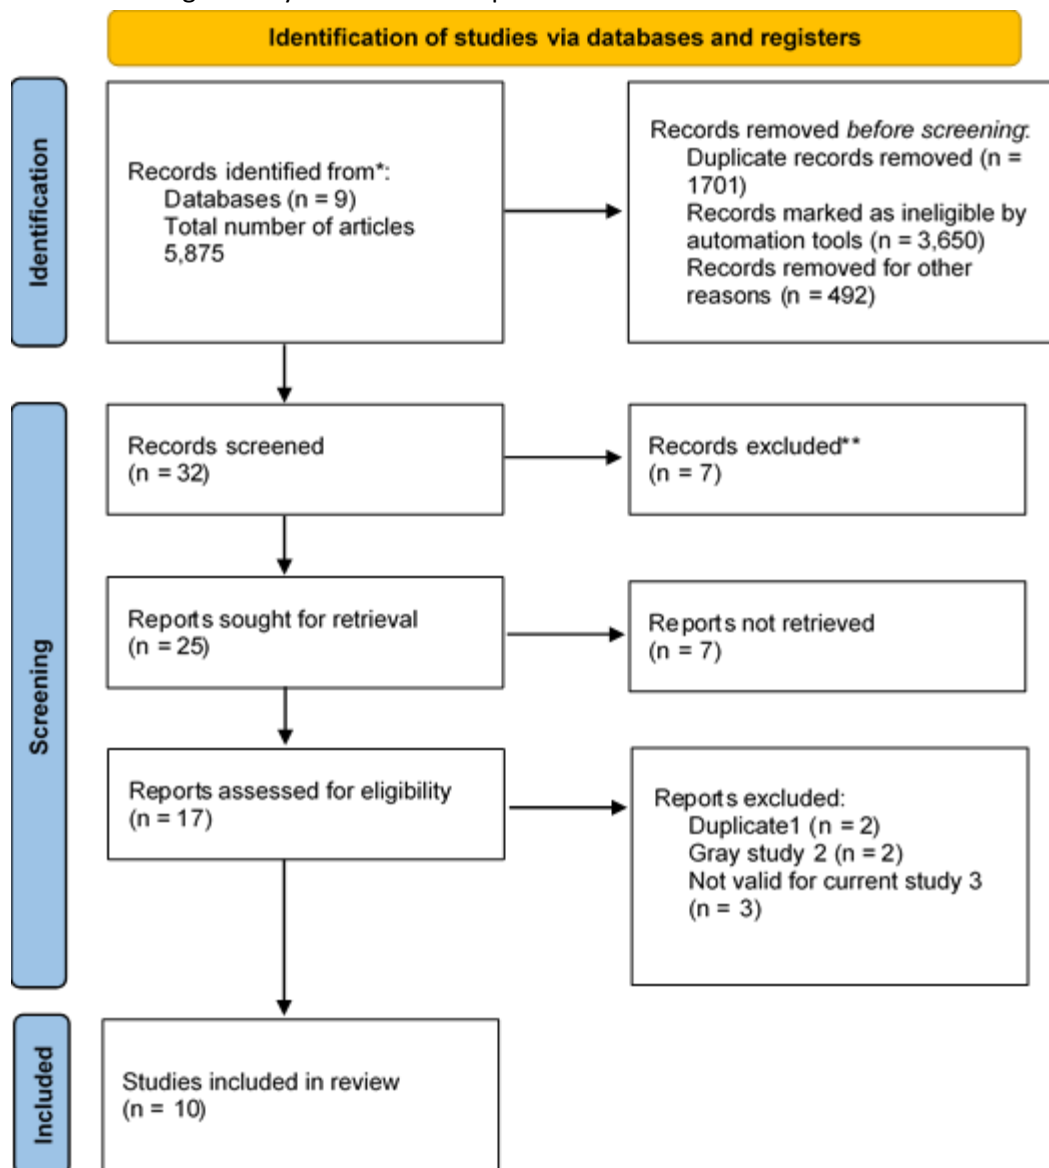 Identification of studies via databases and registers
Identification
Records identified from*:
Databases (n = 9)
Total number of articles
5,875
Records removed before screening:
Duplicate records removed (n =
1701)
Records marked as ineligible by
automation tools (n = 3,650)
Records removed for other
reasons (n = 492)
Screening
Records screened
(n = 32)
Records excluded**
(n = 7)
Reports sought for retrieval
(n = 25)
Reports not retrieved
(n = 7)
Reports assessed for eligibility
(n = 17)
Reports excluded:
Duplicate1 (n = 2)
Gray study 2 (n = 2)
Not valid for current study 3
(n = 3)
Included
Studies included in review
(n = 10)